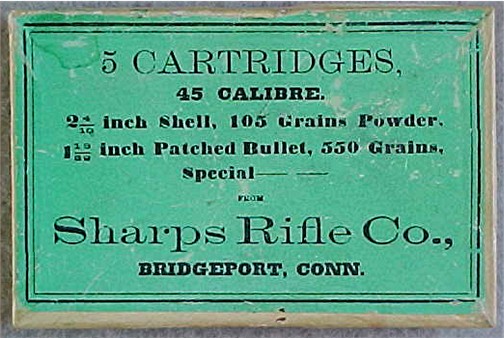 5 CARTRIDGES,
45 CALIBRE.
2 4/10 inch Shell, 105 Grains Powder.
1 13/32 inch Patched Bullet, 550 Grains,
Special— —
FROM
Sharps Rifle Co.,
BRIDGEPORT, CONN.